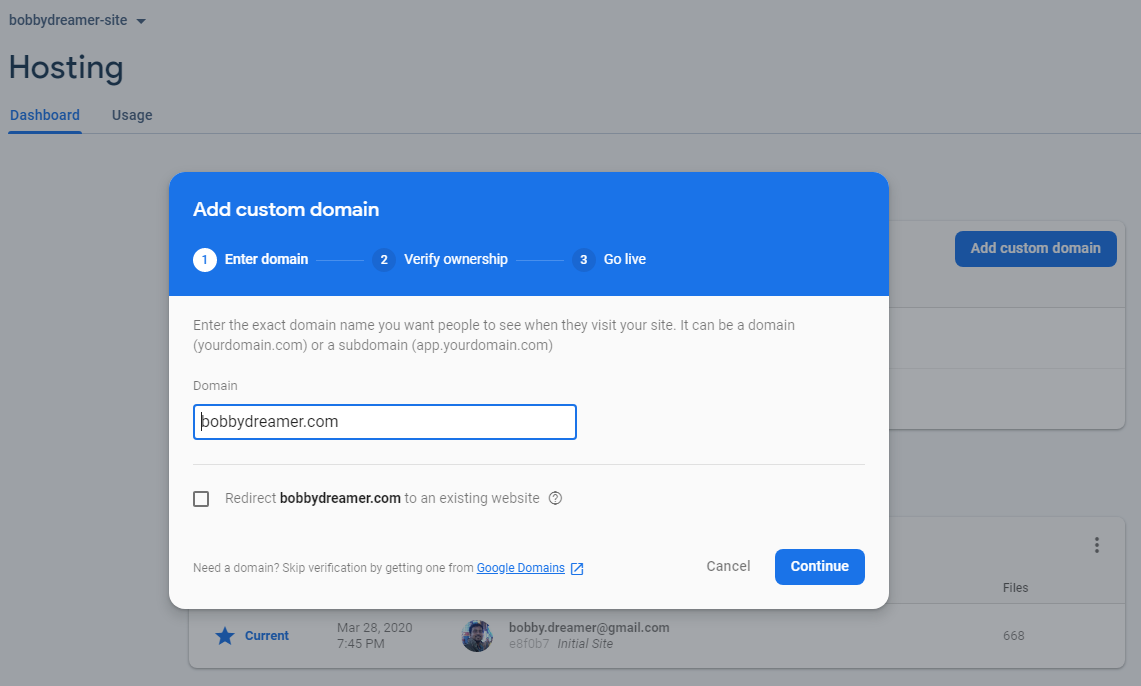 bobbydreamer-site
Hosting
Dashboard Usage
Add custom domain
Add custom domain
1 Enter domain 2 Verify ownership 3 Go live
Enter the exact domain name you want people to see when they visit your site. It can be a domain
(yourdomain.com) or a subdomain (app.yourdomain.com)
Domain
bobbydreamer.com
Redirect bobbydreamer.com to an existing website
Need a domain? Skip verification by getting one from Google Domains
Cancel Continue
Files
Current
Mar 28, 2020
7:45 PM
bobby.dreamer@gmail.com
e8f0b7 Initial Site
668